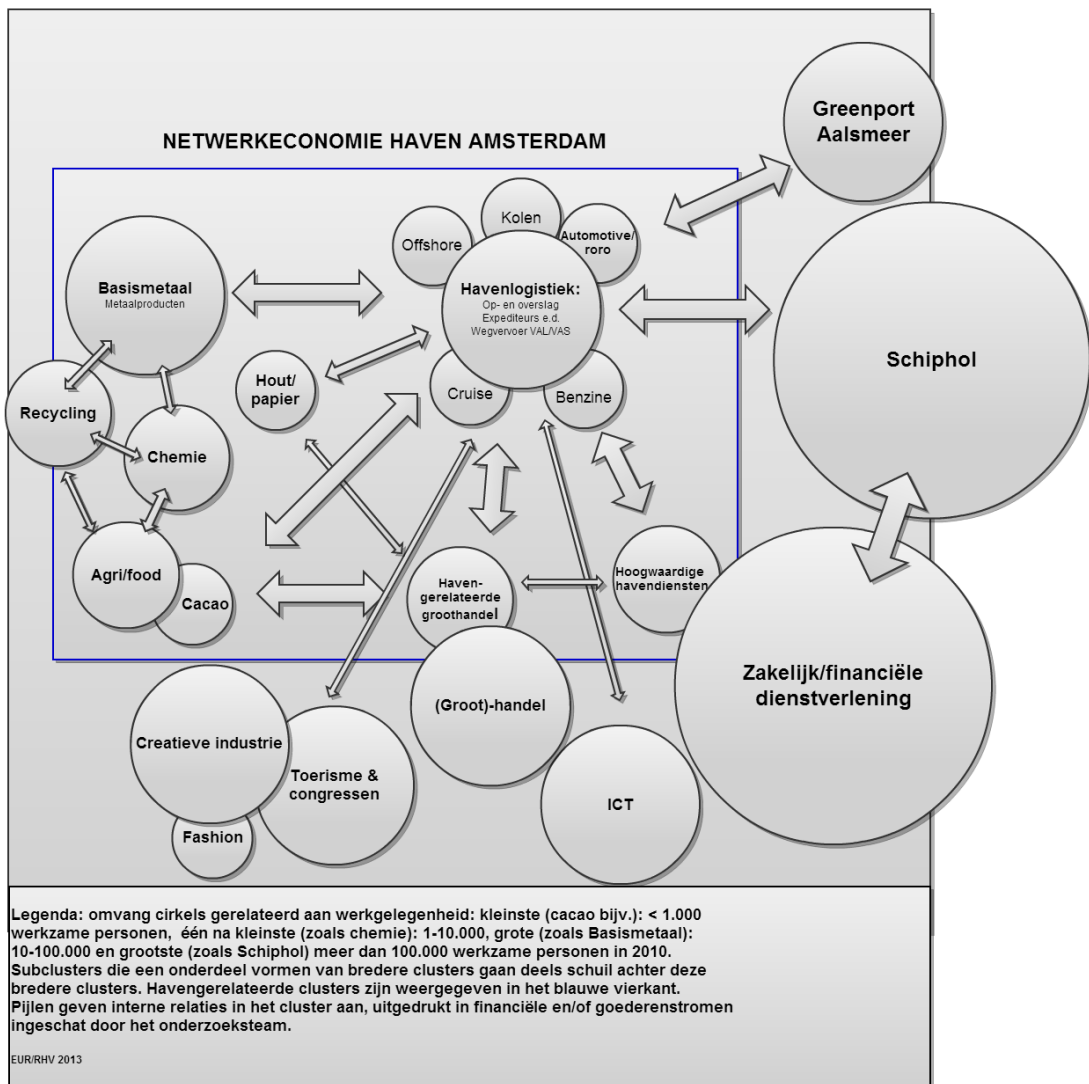 Greenport
Aalsmeer
NETWERKECONOMIE HAVEN AMSTERDAM
Kolen
Offshore
Automotive/
roro
Basismetaal
Metaalproducten
Havenlogistiek:
Op- en overslag
Expediteurs e.d.
Wegvervoer VAL/VAS
Schiphol
Hout/
papier
Cruise
Benzine
Recycling
Chemie
Agri/food
Cacao
Haven-
gerelateerde
groothandel
Hoogwaardige
havendiensten
Zakelijk/financiële
dienstverlening
(Groot)-handel
Creatieve industrie
Toerisme &
congressen
ICT
Fashion
Legenda: omvang cirkels gerelateerd aan werkgelegenheid: kleinste (cacao bijv.): < 1.000
werkzame personen, één na kleinste (zoals chemie): 1-10.000, grote (zoals Basismetaal):
10-100.000 en grootste (zoals Schiphol) meer dan 100.000 werkzame personen in 2010.
Subclusters die een onderdeel vormen van bredere clusters gaan deels schuil achter deze
bredere clusters. Havengerelateerde clusters zijn weergegeven in het blauwe vierkant.
Pijlen geven interne relaties in het cluster aan, uitgedrukt in financiële en/of goederenstromen
ingeschat door het onderzoeksteam.
EUR/RHV 2013